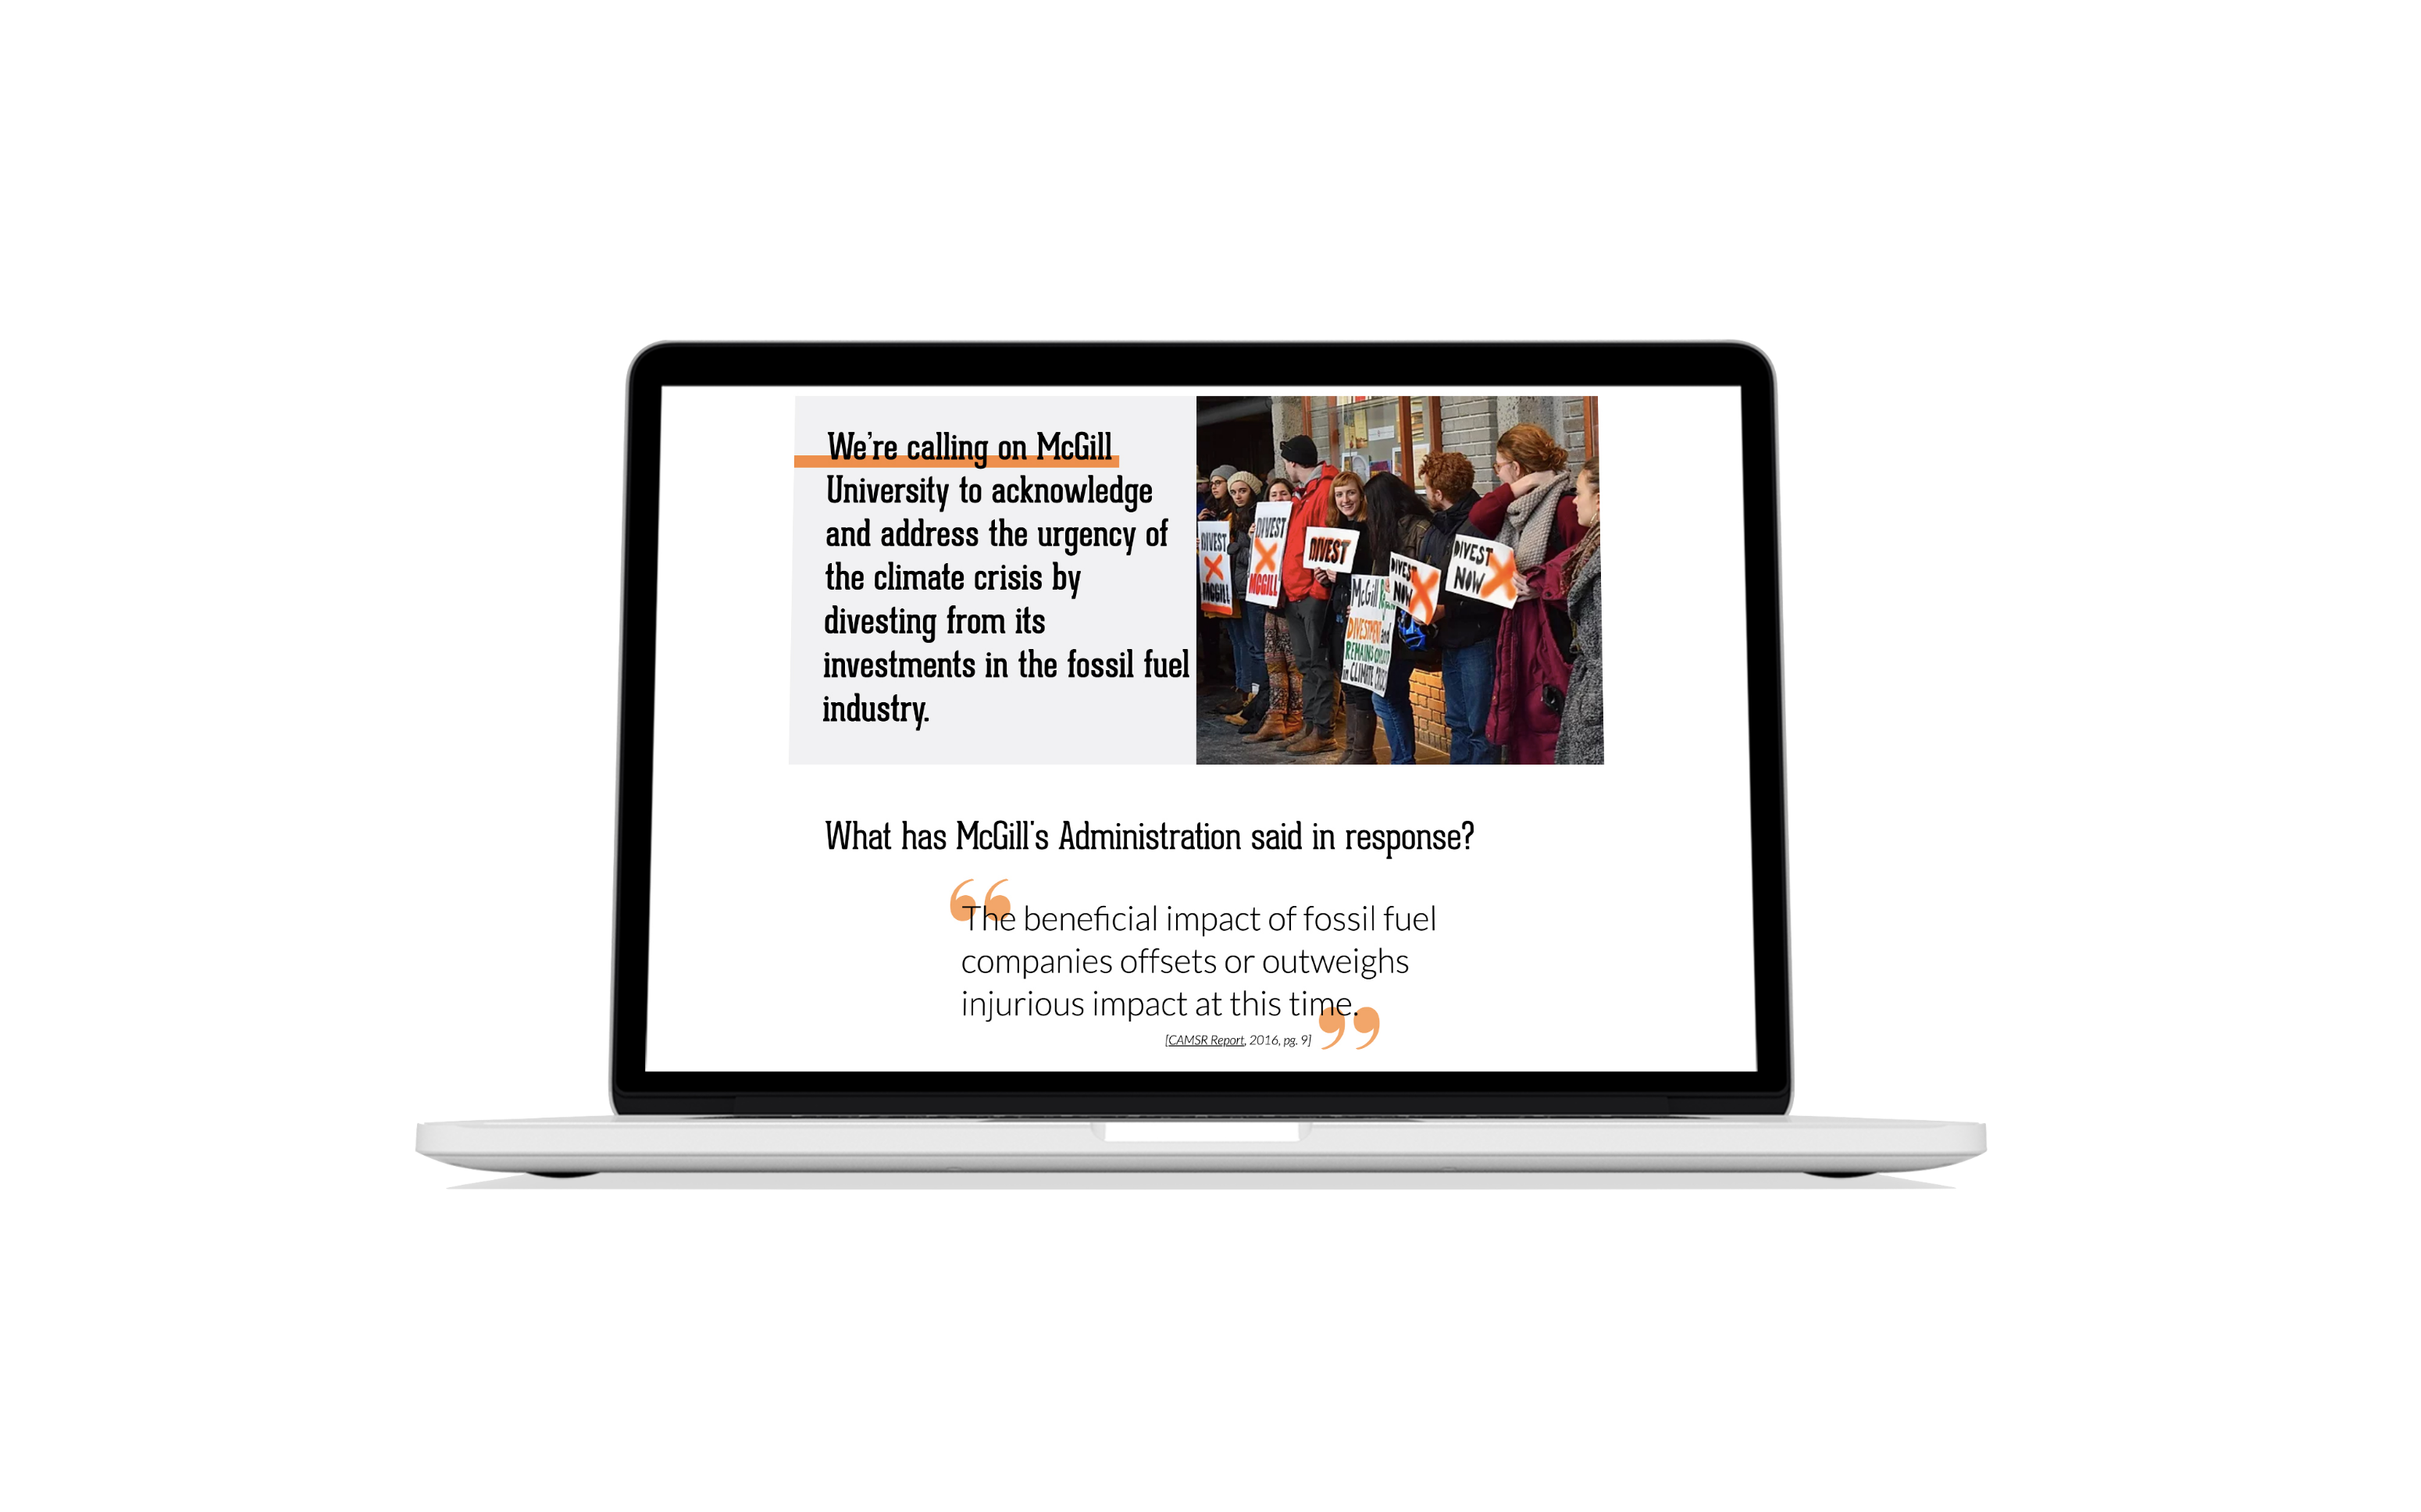 We're calling on McGill
University to acknowledge
and address the urgency of
the climate crisis by
divesting from its
investments in the fossil fuel
industry.
DIVEST
MCGILL
DIVEST
MCGILL
DIVEST
McGill
DIVESTMENT and
REMAINS
in CLIMATE CRISIS
DIVEST
NOW
DIVEST
NOW
What has McGill's Administration said in response?
“The beneficial impact of fossil fuel
companies offsets or outweighs
injurious impact at this time.”
[CAMSR Report, 2016, pg. 9]